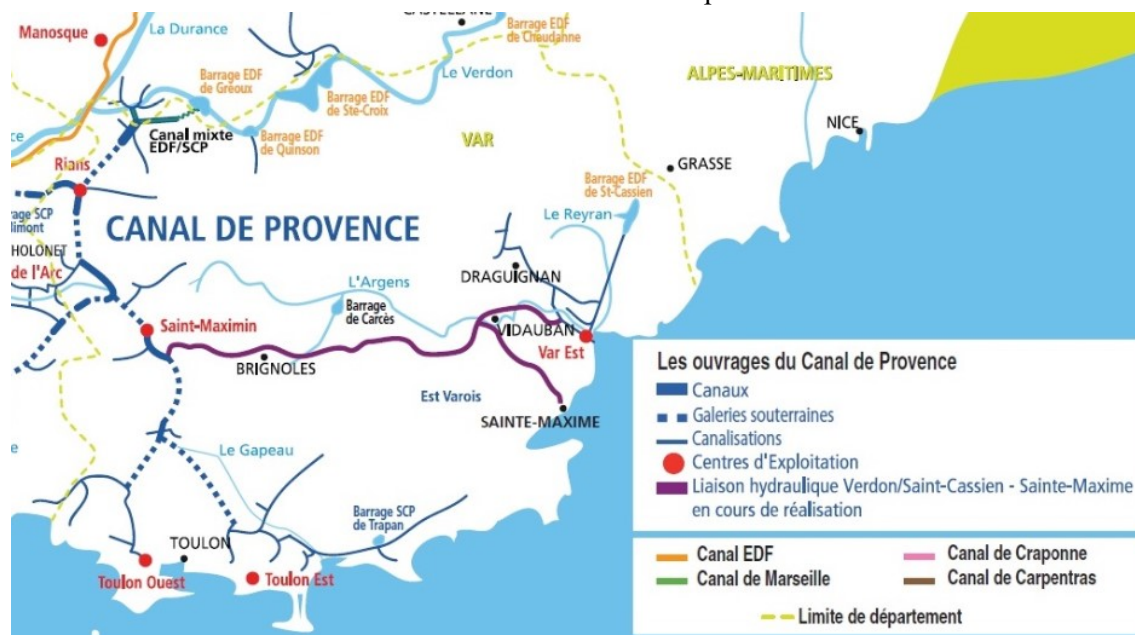 CASTELLANE
Manosque
La Durance
Barrage EDF
de Chaudanne
Barrage EDF
de Gréoux
Le Verdon
ALPES-MARITIMES
Barrage EDF
de Ste-Croix
Canal mixte
EDF/SCP
Barrage EDF
de Quinson
VAR
NICE
Rians
GRASSE
Barrage EDF
de St-Cassien
CANAL DE PROVENCE
Le Reyran
HOLONET
de l'Arc
DRAGUIGNAN
L'Argens
Barrage
de Carcès
Saint-Maximin
VIDAUBAN
Var Est
BRIGNOLES
Est Varois
SAINTE-MAXIME
Le Gapeau
Barrage SCP
de Trapan
TOULON
Toulon Ouest
Toulon Est
Les ouvrages du Canal de Provence
Canaux
Galeries souterraines
Canalisations
Centres d'Exploitation
Liaison hydraulique Verdon/Saint-Cassien - Sainte-Maxime
en cours de réalisation
Canal EDF
Canal de Craponne
Canal de Marseille
Canal de Carpentras
Limite de département